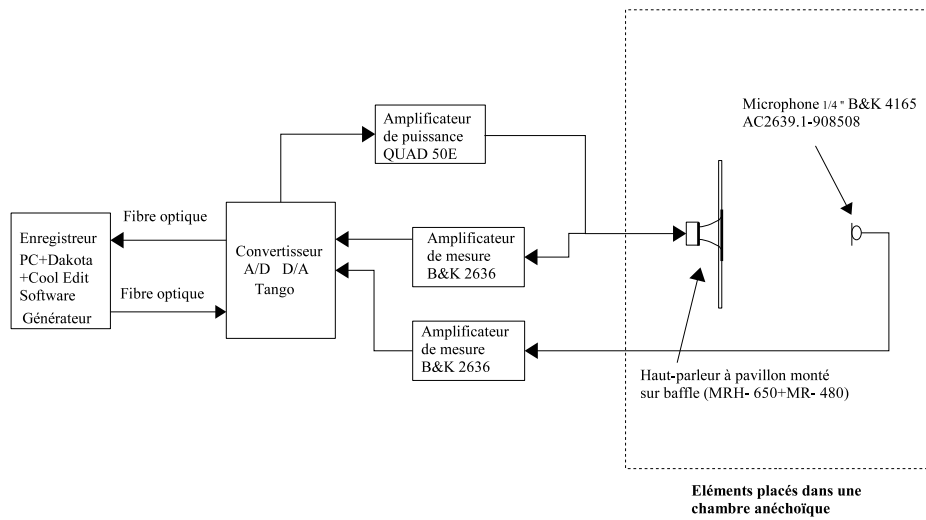 Amplificateur
de puissance
QUAD 50E
Microphone 1/4 " B&K 4165
AC2639.1-908508
Fibre optique
Enregistreur
PC+Dakota
+Cool Edit
Software
Générateur
Fibre optique
Convertisseur
A/D D/A
Tango
Amplificateur
de mesure
B&K 2636
Amplificateur
de mesure
B&K 2636
Haut-parleur à pavillon monté
sur baffle (MRH- 650+MR- 480)
Eléments placés dans une
chambre anéchoïque